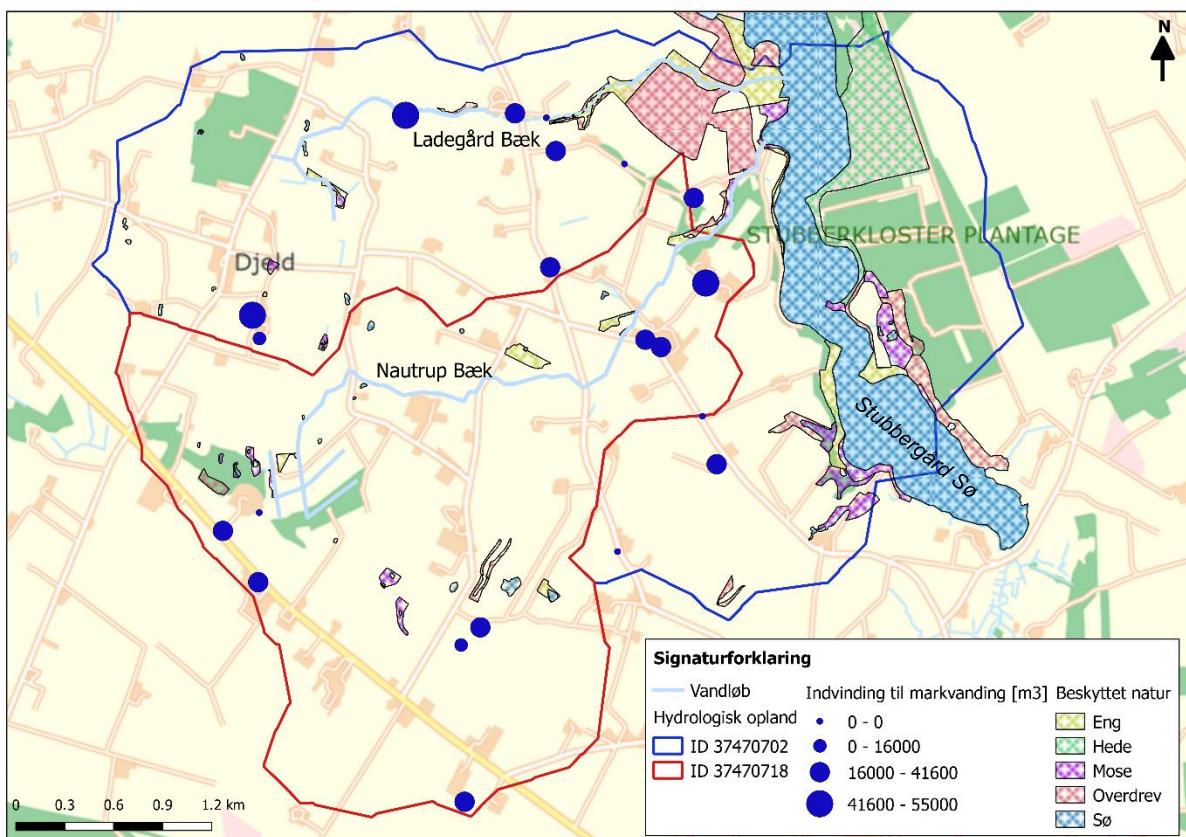 N
Ladegård Bæk
STUBBERKLOSTER PLANTAGE
Djeld
Nautrup Bæk
Stubbergård Sø
Signaturforklaring
Vandløb
Hydrologisk opland
ID 37470702
ID 37470718
Indvinding til markvanding [m3]
0 - 0
0 - 16000
16000 - 41600
41600 - 55000
Beskyttet natur
Eng
Hede
Mose
Overdrev
Sø
0 0.3 0.6 0.9 1.2 km